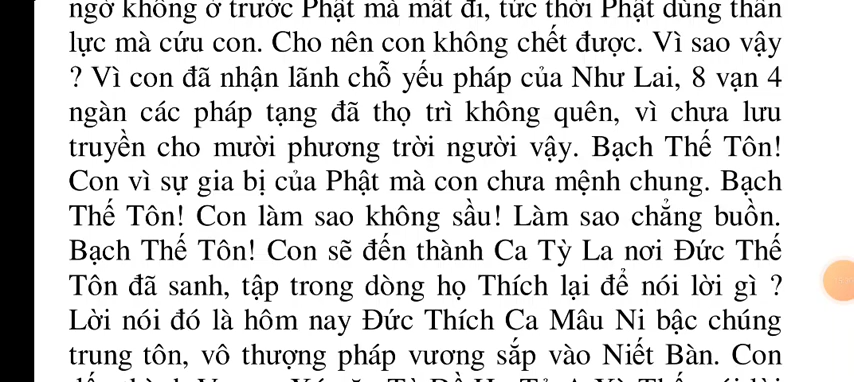 ngờ không ở trước Phật mà mất đi, tức thời Phật dùng thần
lực mà cứu con. Cho nên con không chết được. Vì sao vậy
? Vì con đã nhận lãnh chỗ yếu pháp của Như Lai, 8 vạn 4
ngàn các pháp tạng đã thọ trì không quên, vì chưa lưu
truyền cho mười phương trời người vậy. Bạch Thế Tôn!
Con vì sự gia bị của Phật mà con chưa mệnh chung. Bạch
Thế Tôn! Con làm sao không sầu! Làm sao chẳng buồn.
Bạch Thế Tôn! Con sẽ đến thành Ca Tỳ La nơi Đức Thế
Tôn đã sanh, tập trong dòng họ Thích lại để nói lời gì ?
Lời nói đó là hôm nay Đức Thích Ca Mâu Ni bậc chúng
trung tôn, vô thượng pháp vương sắp vào Niết Bàn. Con